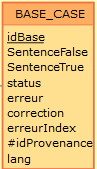 BASE_CASE
idBase
SentenceFalse
SentenceTrue
status
erreur
correction
erreurIndex
#idProvenance
lang